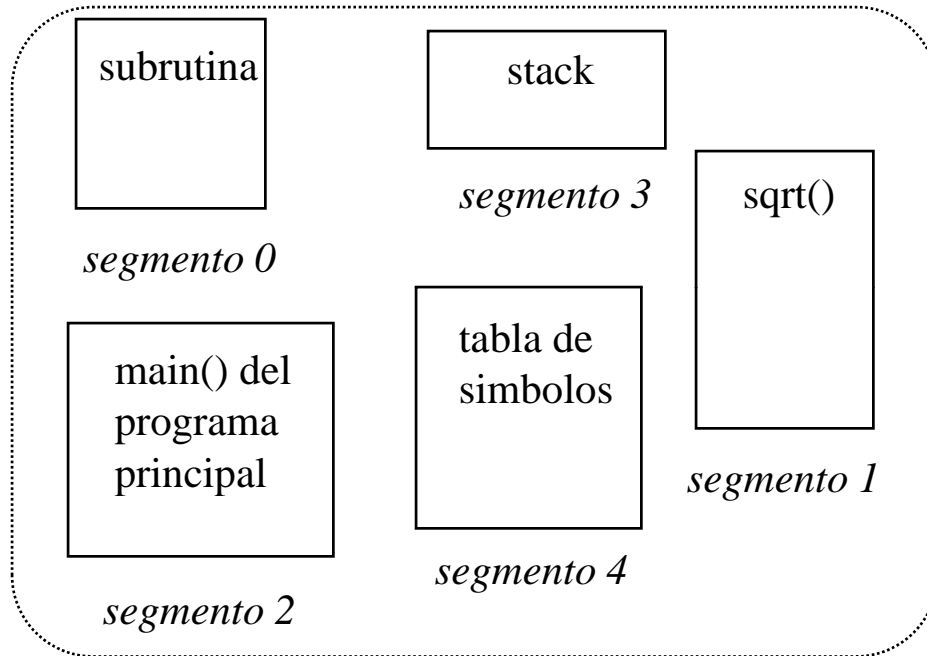 subrutina
segmento 0
stack
segmento 3
sqrt()
segmento 1
main() del
programa
principal
segmento 2
tabla de
simbolos
segmento 4